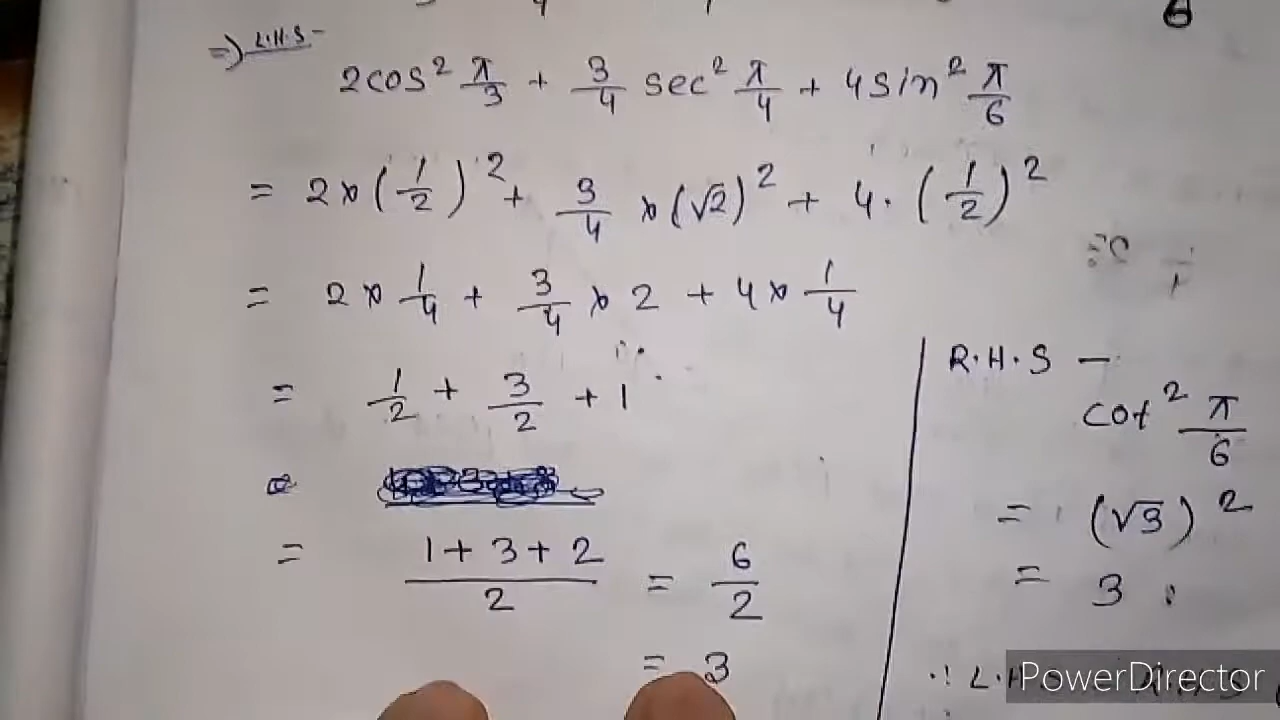 =) L.H.S -
2cos² π/3 + 3/4 sec² π/4 + 4sin² π/6
= 2×(1/2)² + 3/4 ×(√2)² + 4·(1/2)²
= 2×1/4 + 3/4 × 2 + 4×1/4
= 1/2 + 3/2 + 1
= (1+3+2)/2 = 6/2
= 3
R.H.S —
cot² π/6
= (√3)²
= 3
PowerDirector